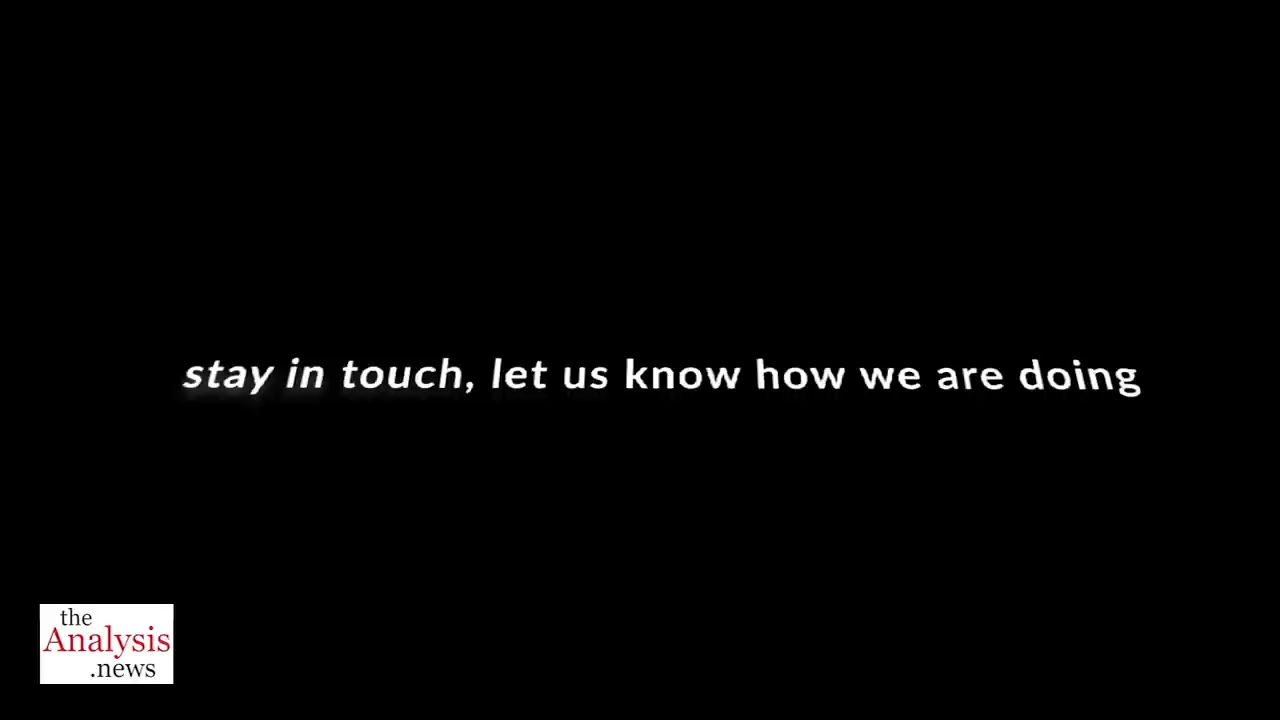 stay in touch, let us know how we are doing
the
Analysis
.news